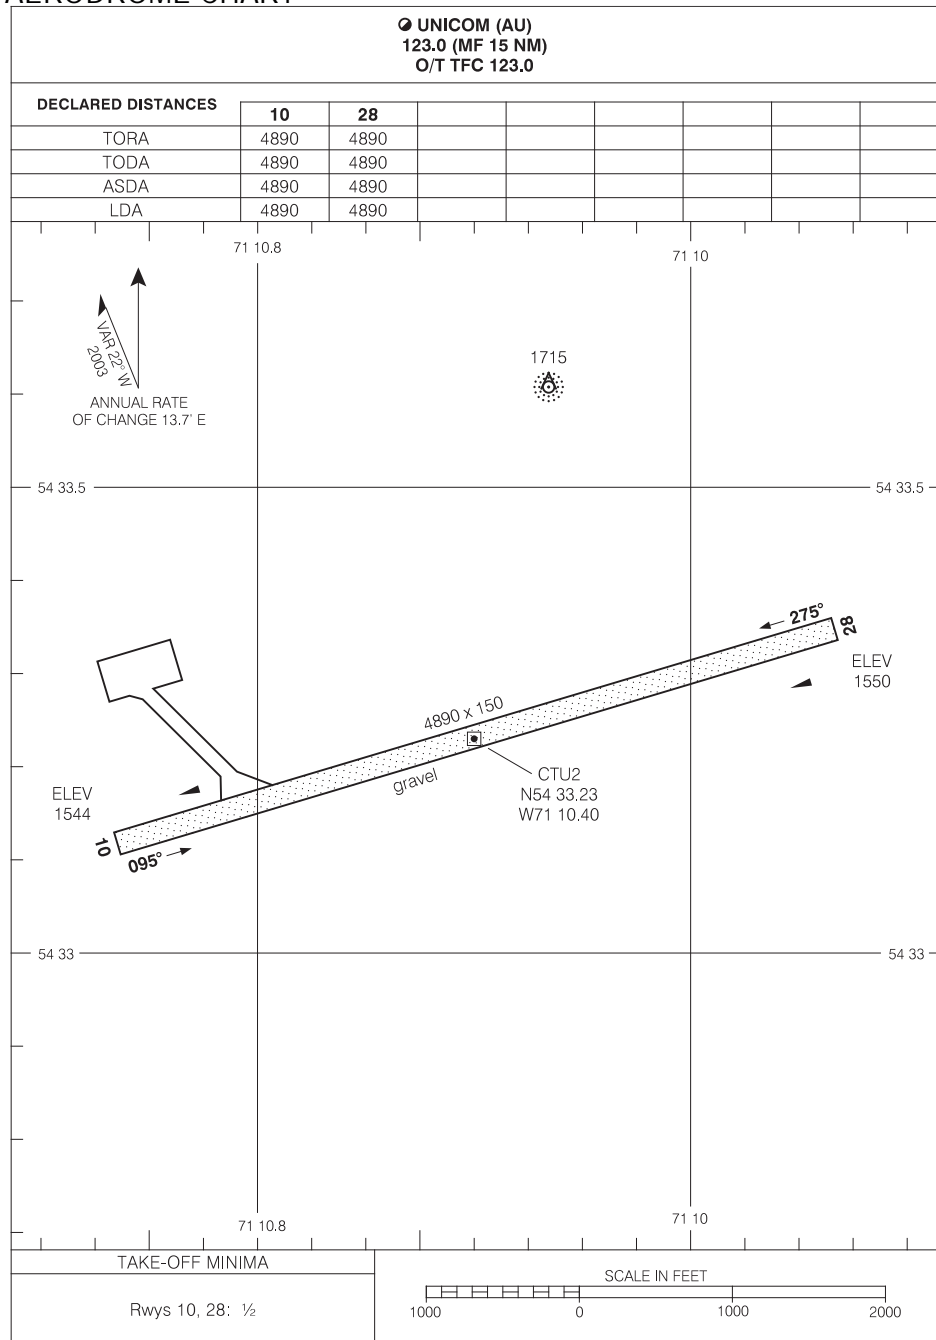 AERODROME CHART
UNICOM (AU)
123.0 (MF 15 NM)
O/T TFC 123.0
DECLARED DISTANCES
10 28
TORA 4890 4890
TODA 4890 4890
ASDA 4890 4890
LDA 4890 4890
71 10.8
71 10
VAR 22° W
2003
ANNUAL RATE
OF CHANGE 13.7' E
1715
54 33.5
54 33.5
275°
28
ELEV
1550
4890 x 150
gravel
CTU2
N54 33.23
W71 10.40
ELEV
1544
10
095°
54 33
54 33
71 10.8
71 10
TAKE-OFF MINIMA
Rwys 10, 28: ½
SCALE IN FEET
1000 0 1000 2000